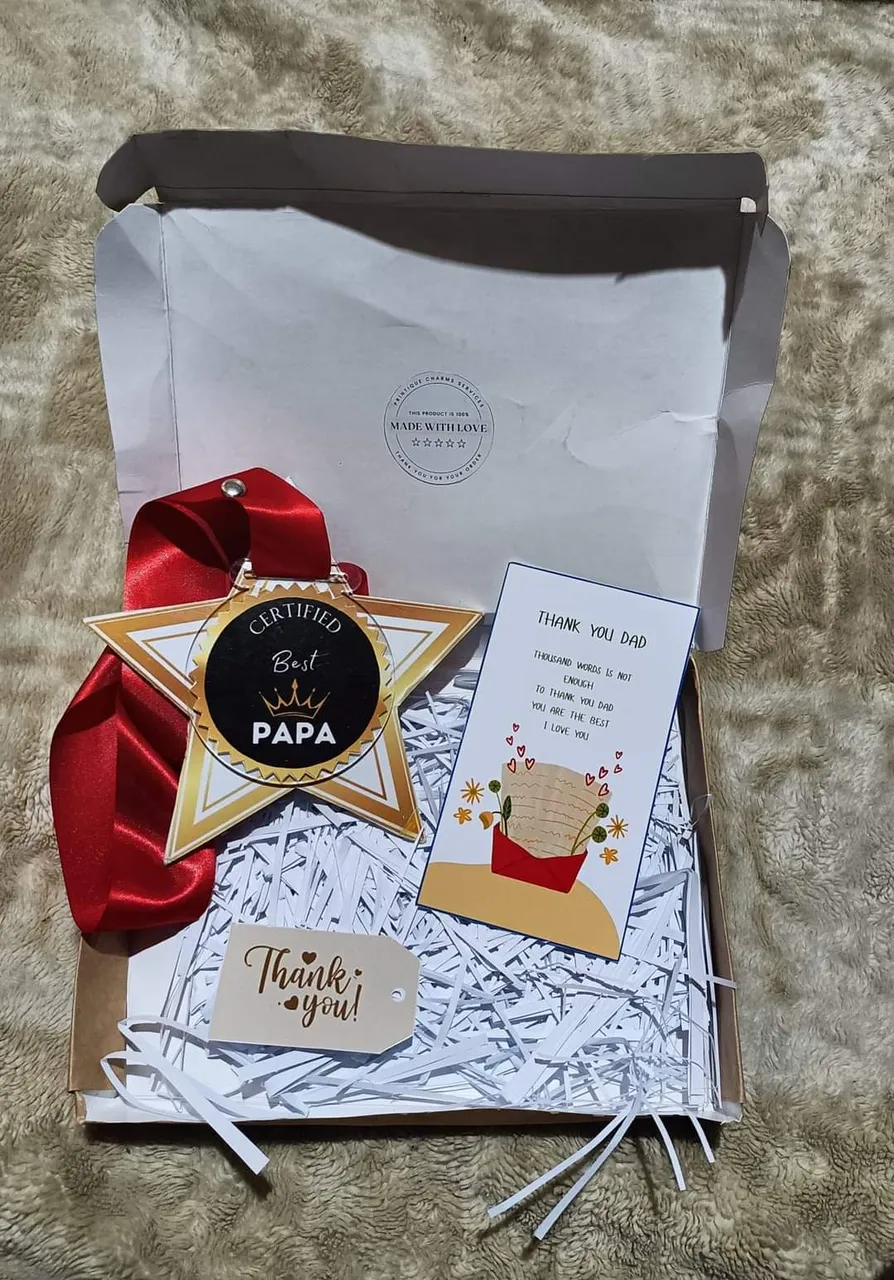 PRINTIQUE CHARMS SERVICES
THIS PRODUCT IS 100%
MADE WITH LOVE
THANK YOU FOR YOUR ORDER
CERTIFIED
Best
PAPA
THANK YOU DAD
THOUSAND WORDS IS NOT
ENOUGH
TO THANK YOU DAD
YOU ARE THE BEST
I LOVE YOU
Thank
you!